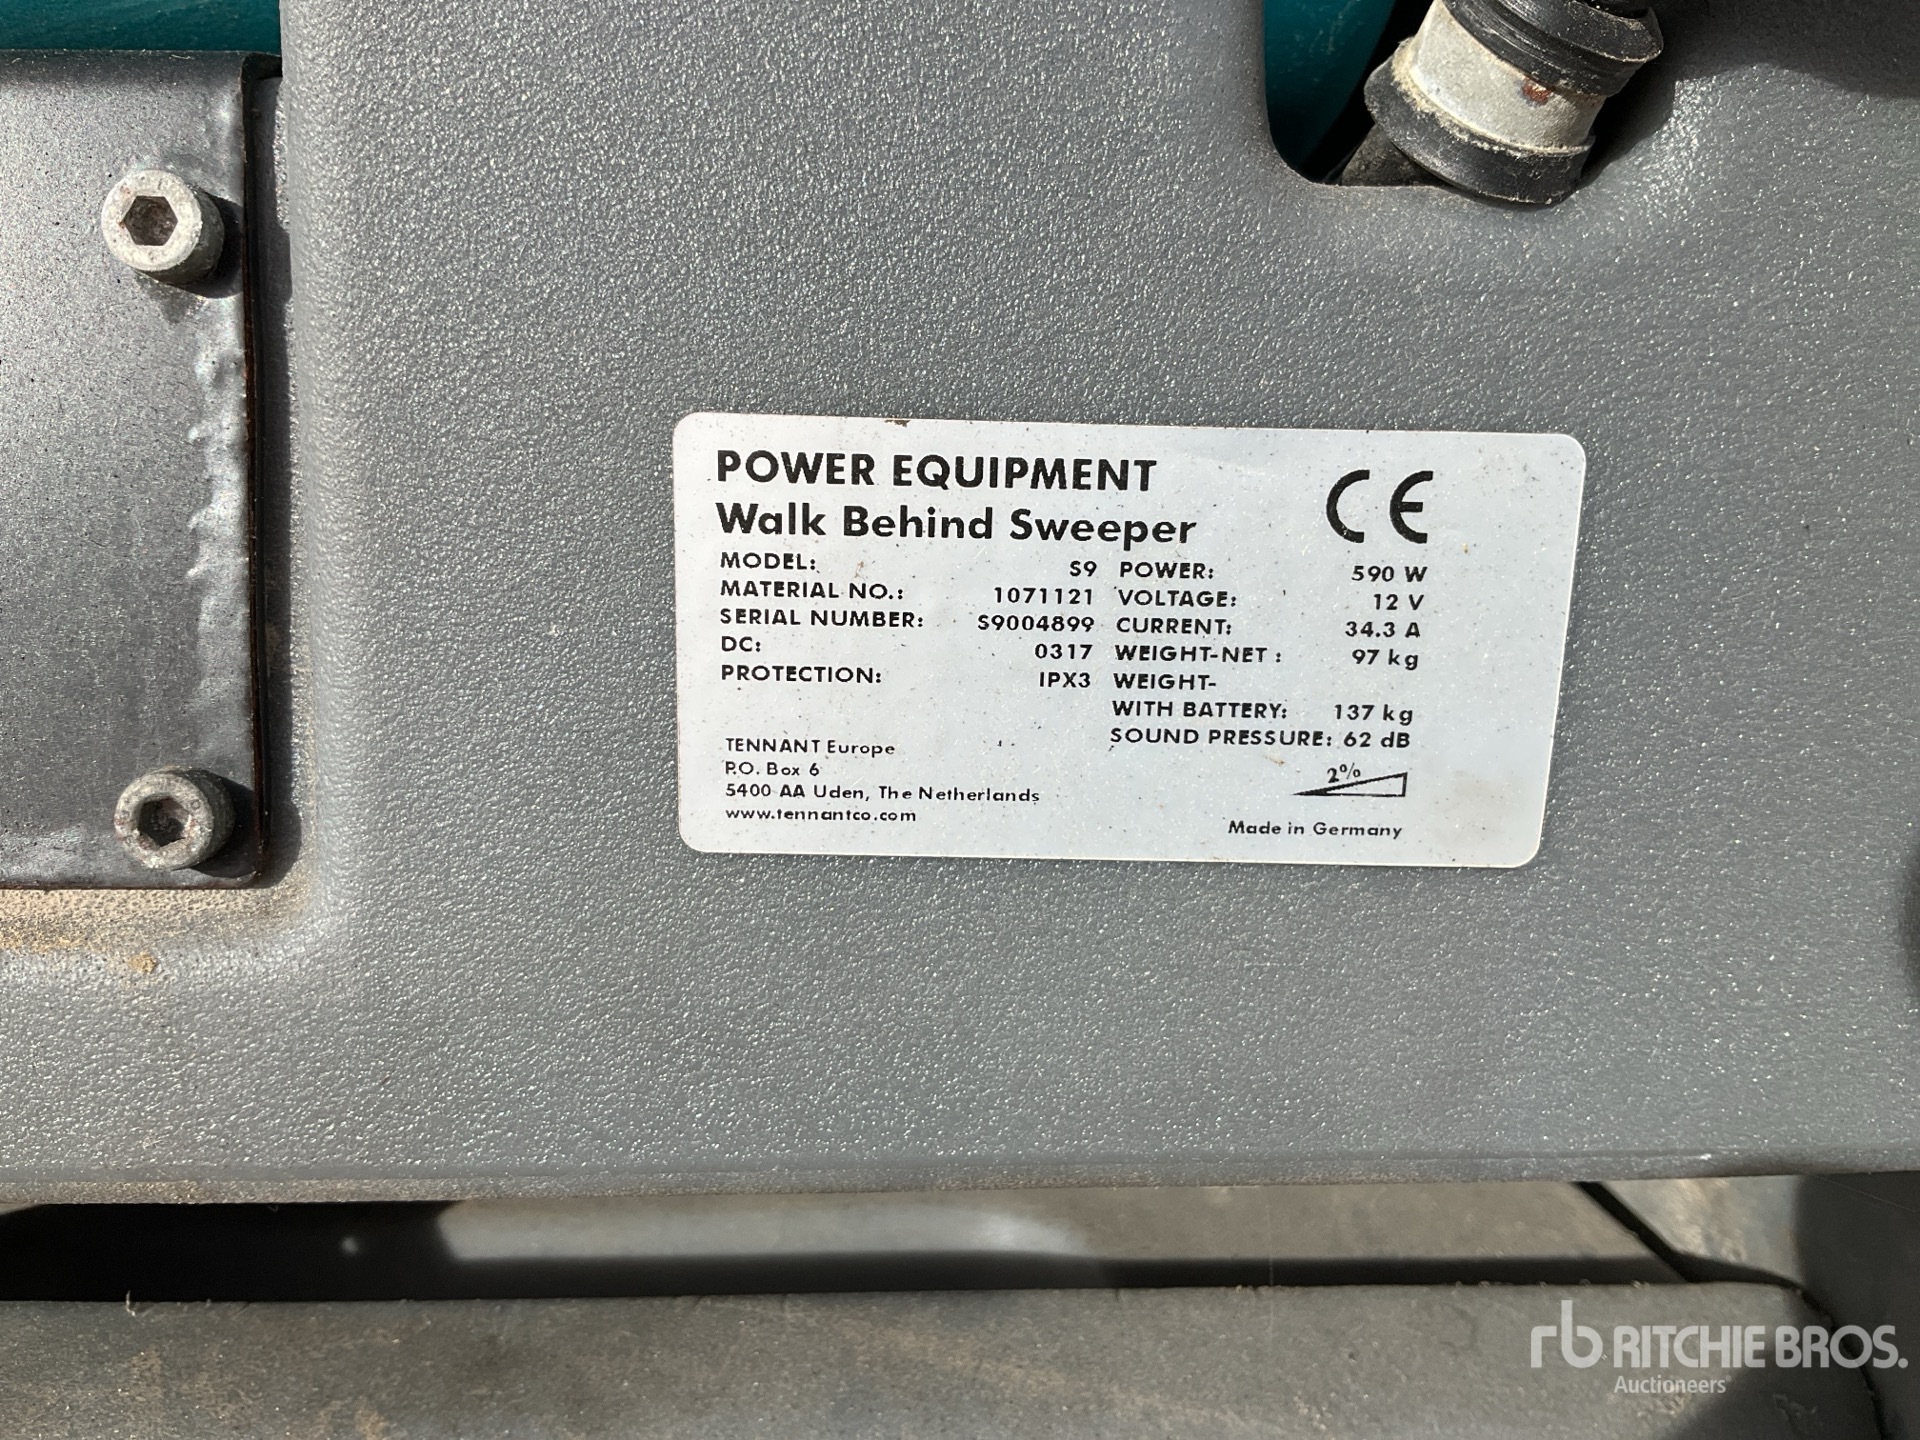 POWER EQUIPMENT
Walk Behind Sweeper
CE
MODEL: S9 POWER: 590 W
MATERIAL NO.: 1071121 VOLTAGE: 12 V
SERIAL NUMBER: S9004899 CURRENT: 34.3 A
DC: 0317 WEIGHT-NET : 97 kg
PROTECTION: IPX3 WEIGHT-
WITH BATTERY: 137 kg
SOUND PRESSURE: 62 dB
TENNANT Europe
P.O. Box 6
5400 AA Uden, The Netherlands
www.tennantco.com
2%
Made in Germany
rb RITCHIE BROS.
Auctioneers